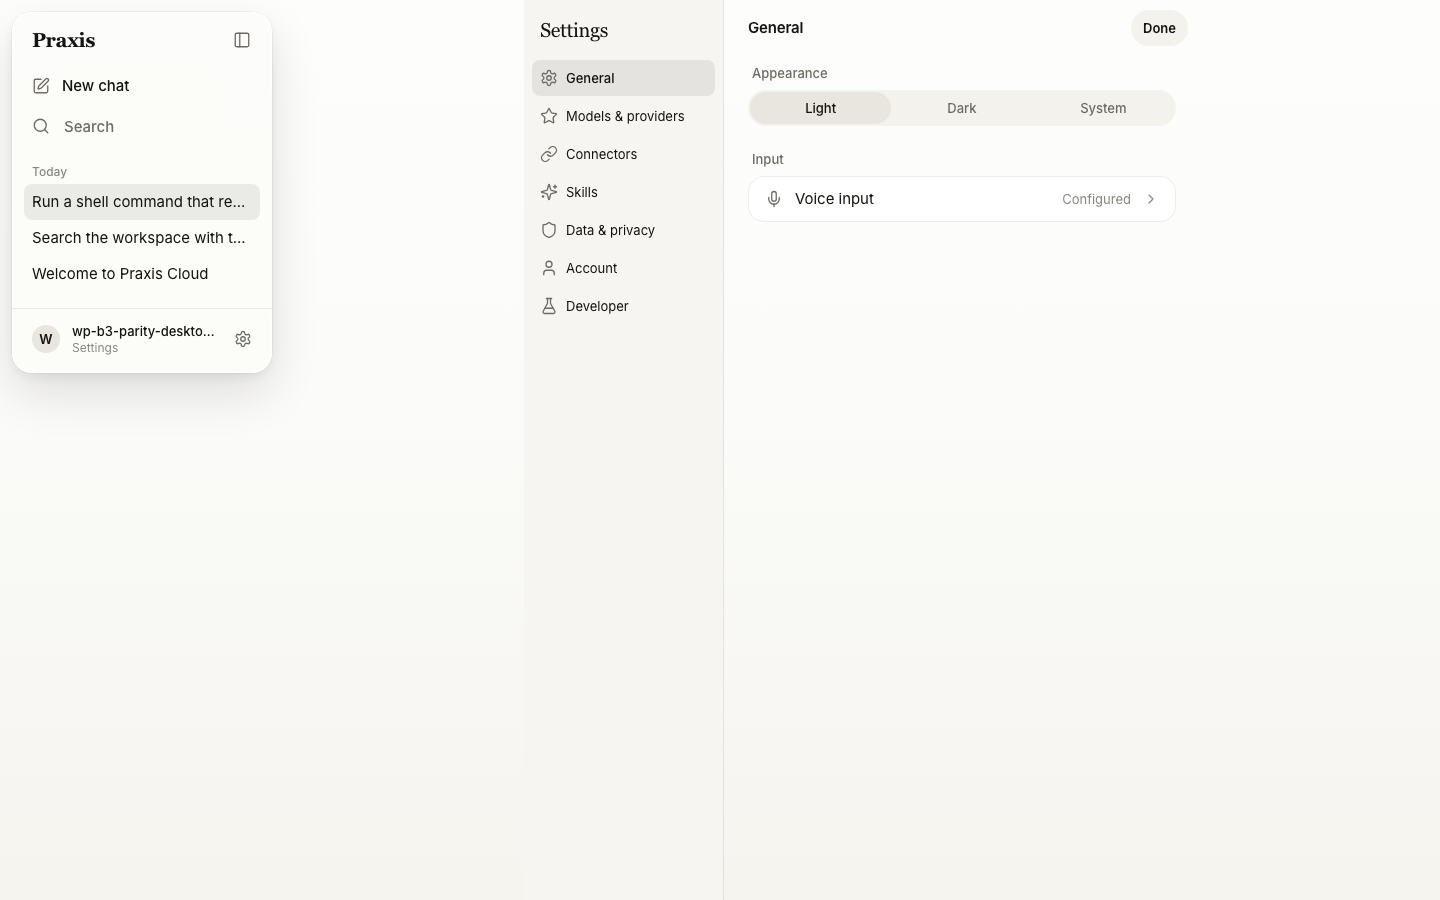 Praxis
New chat
Search
Today
Run a shell command that re...
Search the workspace with t...
Welcome to Praxis Cloud
W
wp-b3-parity-deskto...
Settings
Settings
General
Models & providers
Connectors
Skills
Data & privacy
Account
Developer
General
Done
Appearance
Light
Dark
System
Input
Voice input
Configured